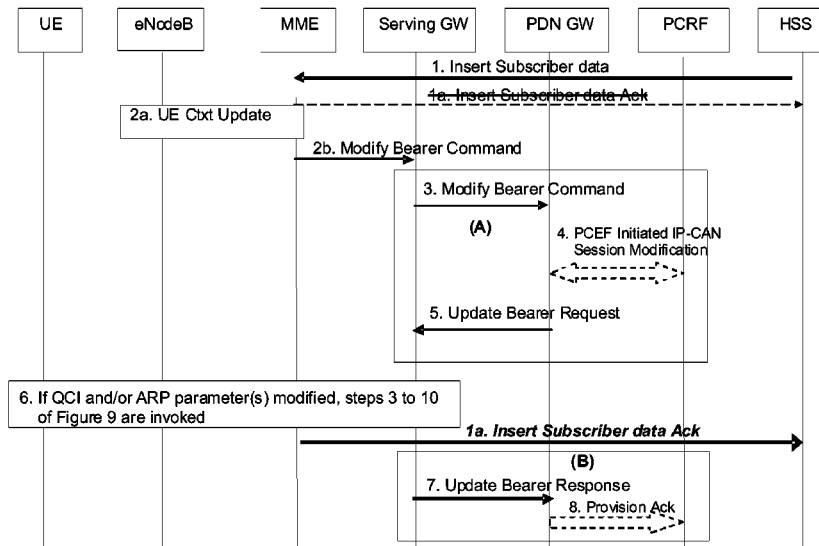 UE eNodeB MME Serving GW PDN GW PCRF HSS
1. Insert Subscriber data
1a. Insert Subscriber data Ack
2a. UE Ctxt Update
2b. Modify Bearer Command
3. Modify Bearer Command
(A)
4. PCEF Initiated IP-CAN
Session Modification
5. Update Bearer Request
6. If QCI and/or ARP parameter(s) modified, steps 3 to 10
of Figure 9 are invoked
1a. Insert Subscriber data Ack
(B)
7. Update Bearer Response
8. Provision Ack